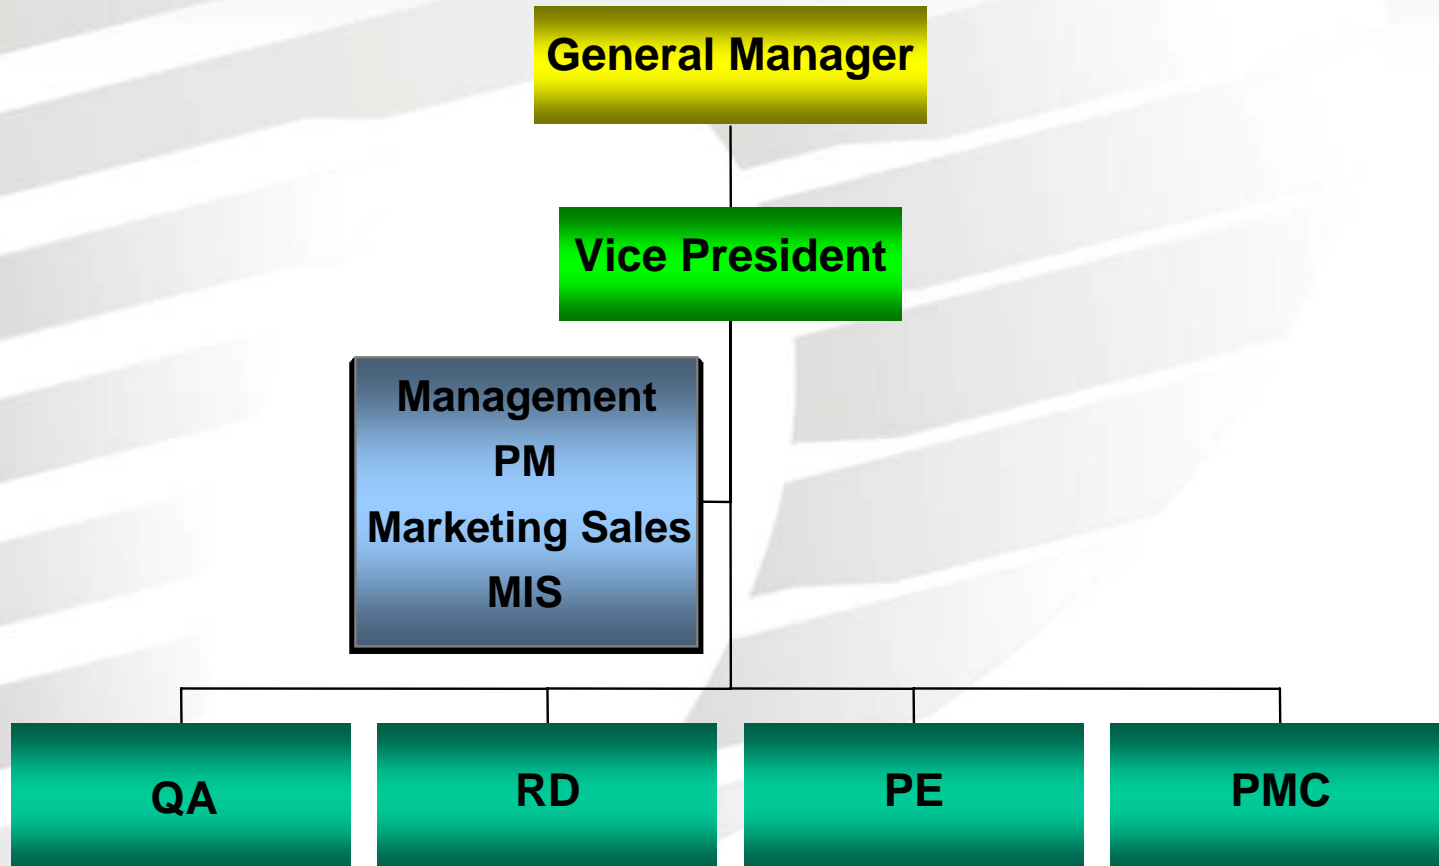 General Manager
Vice President
Management
PM
Marketing Sales
MIS
QA
RD
PE
PMC